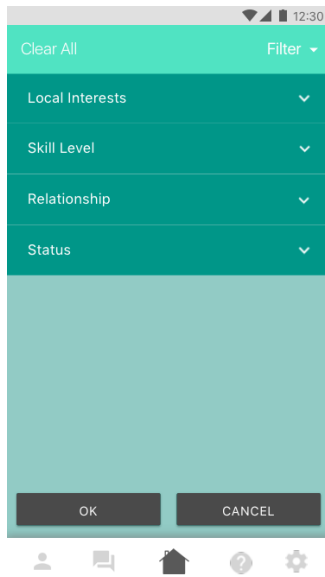 12:30
Clear All Filter
Local Interests
Skill Level
Relationship
Status
OK CANCEL
?